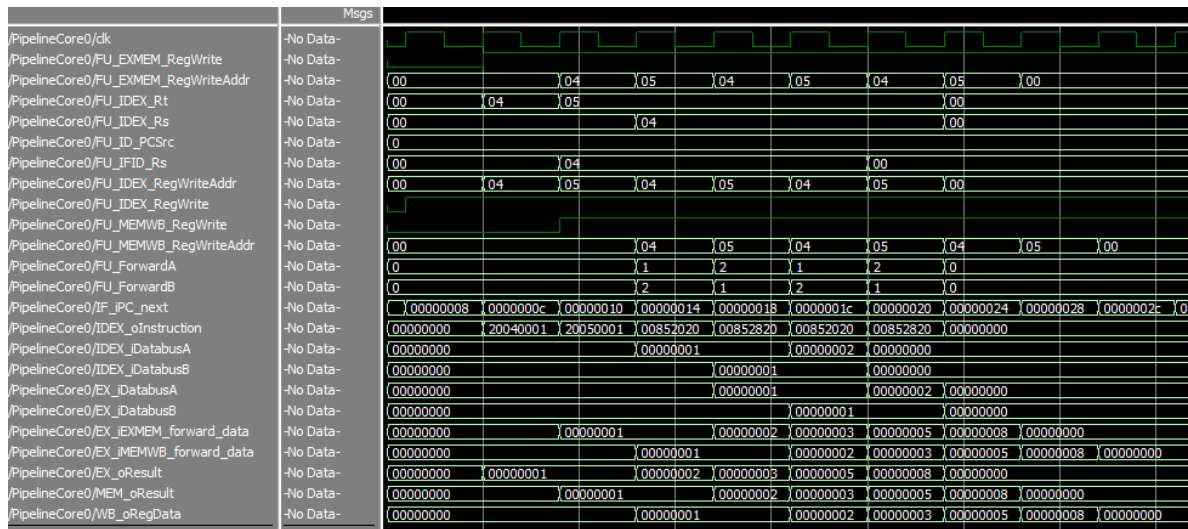 Msgs
/PipelineCore0/clk -No Data-
/PipelineCore0/FU_EXMEM_RegWrite -No Data-
/PipelineCore0/FU_EXMEM_RegWriteAddr -No Data- 00 04 05 04 05 04 05 00
/PipelineCore0/FU_IDEX_Rt -No Data- 00 04 05 00
/PipelineCore0/FU_IDEX_Rs -No Data- 00 04 00
/PipelineCore0/FU_ID_PCSrc -No Data- 0
/PipelineCore0/FU_IFID_Rs -No Data- 00 04 00
/PipelineCore0/FU_IDEX_RegWriteAddr -No Data- 00 04 05 04 05 04 05 00
/PipelineCore0/FU_IDEX_RegWrite -No Data-
/PipelineCore0/FU_MEMWB_RegWrite -No Data-
/PipelineCore0/FU_MEMWB_RegWriteAddr -No Data- 00 04 05 04 05 04 05 00
/PipelineCore0/FU_ForwardA -No Data- 0 1 2 1 2 0
/PipelineCore0/FU_ForwardB -No Data- 0 2 1 2 1 0
/PipelineCore0/IF_iPC_next -No Data- 00000008 0000000c 00000010 00000014 00000018 0000001c 00000020 00000024 00000028 0000002c 0
/PipelineCore0/IDEX_oInstruction -No Data- 00000000 20040001 20050001 00852020 00852820 00852020 00852820 00000000
/PipelineCore0/IDEX_iDatabusA -No Data- 00000000 00000001 00000002 00000000
/PipelineCore0/IDEX_iDatabusB -No Data- 00000000 00000001 00000000
/PipelineCore0/EX_iDatabusA -No Data- 00000000 00000001 00000002 00000000
/PipelineCore0/EX_iDatabusB -No Data- 00000000 00000001 00000000
/PipelineCore0/EX_iEXMEM_forward_data -No Data- 00000000 00000001 00000002 00000003 00000005 00000008 00000000
/PipelineCore0/EX_iMEMWB_forward_data -No Data- 00000000 00000001 00000002 00000003 00000005 00000008 00000000
/PipelineCore0/EX_oResult -No Data- 00000000 00000001 00000002 00000003 00000005 00000008 00000000
/PipelineCore0/MEM_oResult -No Data- 00000000 00000001 00000002 00000003 00000005 00000008 00000000
/PipelineCore0/WB_oRegData -No Data- 00000000 00000001 00000002 00000003 00000005 00000008 00000000